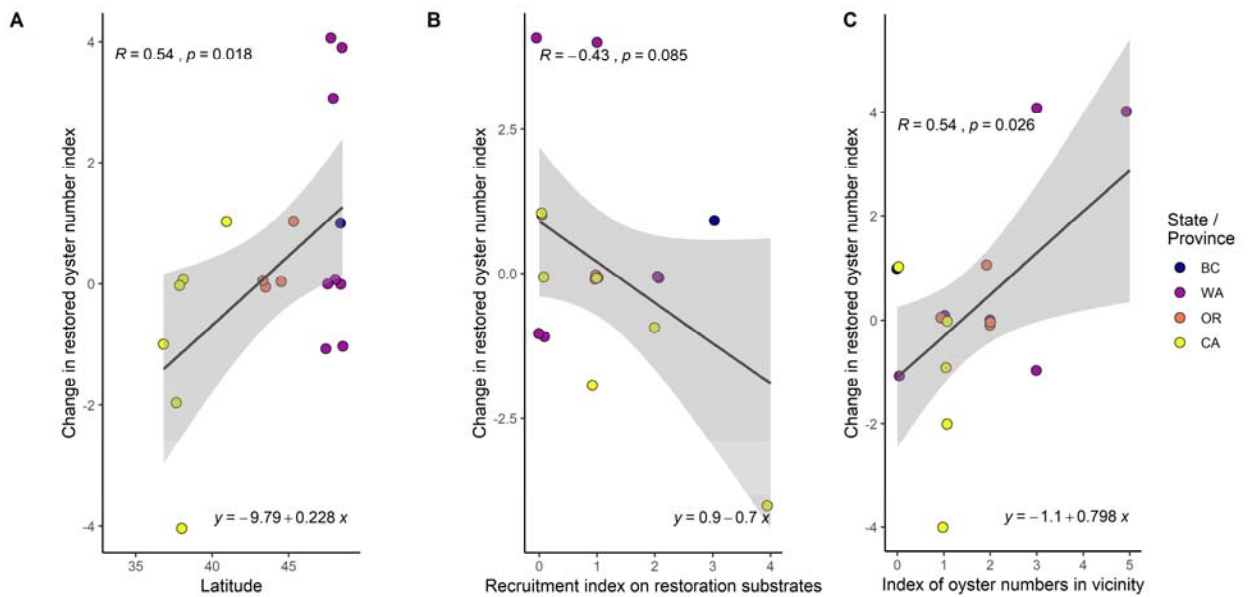 A
R = 0.54 , p = 0.018
Change in restored oyster number index
4
2
0
-2
-4
y = −9.79 + 0.228 x
35
40
45
Latitude
B
R = −0.43 , p = 0.085
Change in restored oyster number index
2.5
0.0
-2.5
y = 0.9 − 0.7 x
0
1
2
3
4
Recruitment index on restoration substrates
C
R = 0.54 , p = 0.026
Change in restored oyster number index
4
2
0
-2
-4
y = −1.1 + 0.798 x
0
1
2
3
4
5
Index of oyster numbers in vicinity
State /
Province
BC
WA
OR
CA